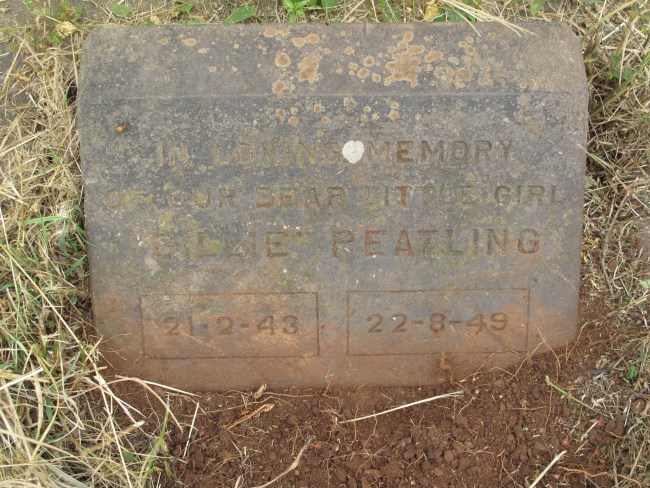 IN LOVING MEMORY
OF OUR DEAR LITTLE GIRL
PEATLING
21-2-43 22-8-49